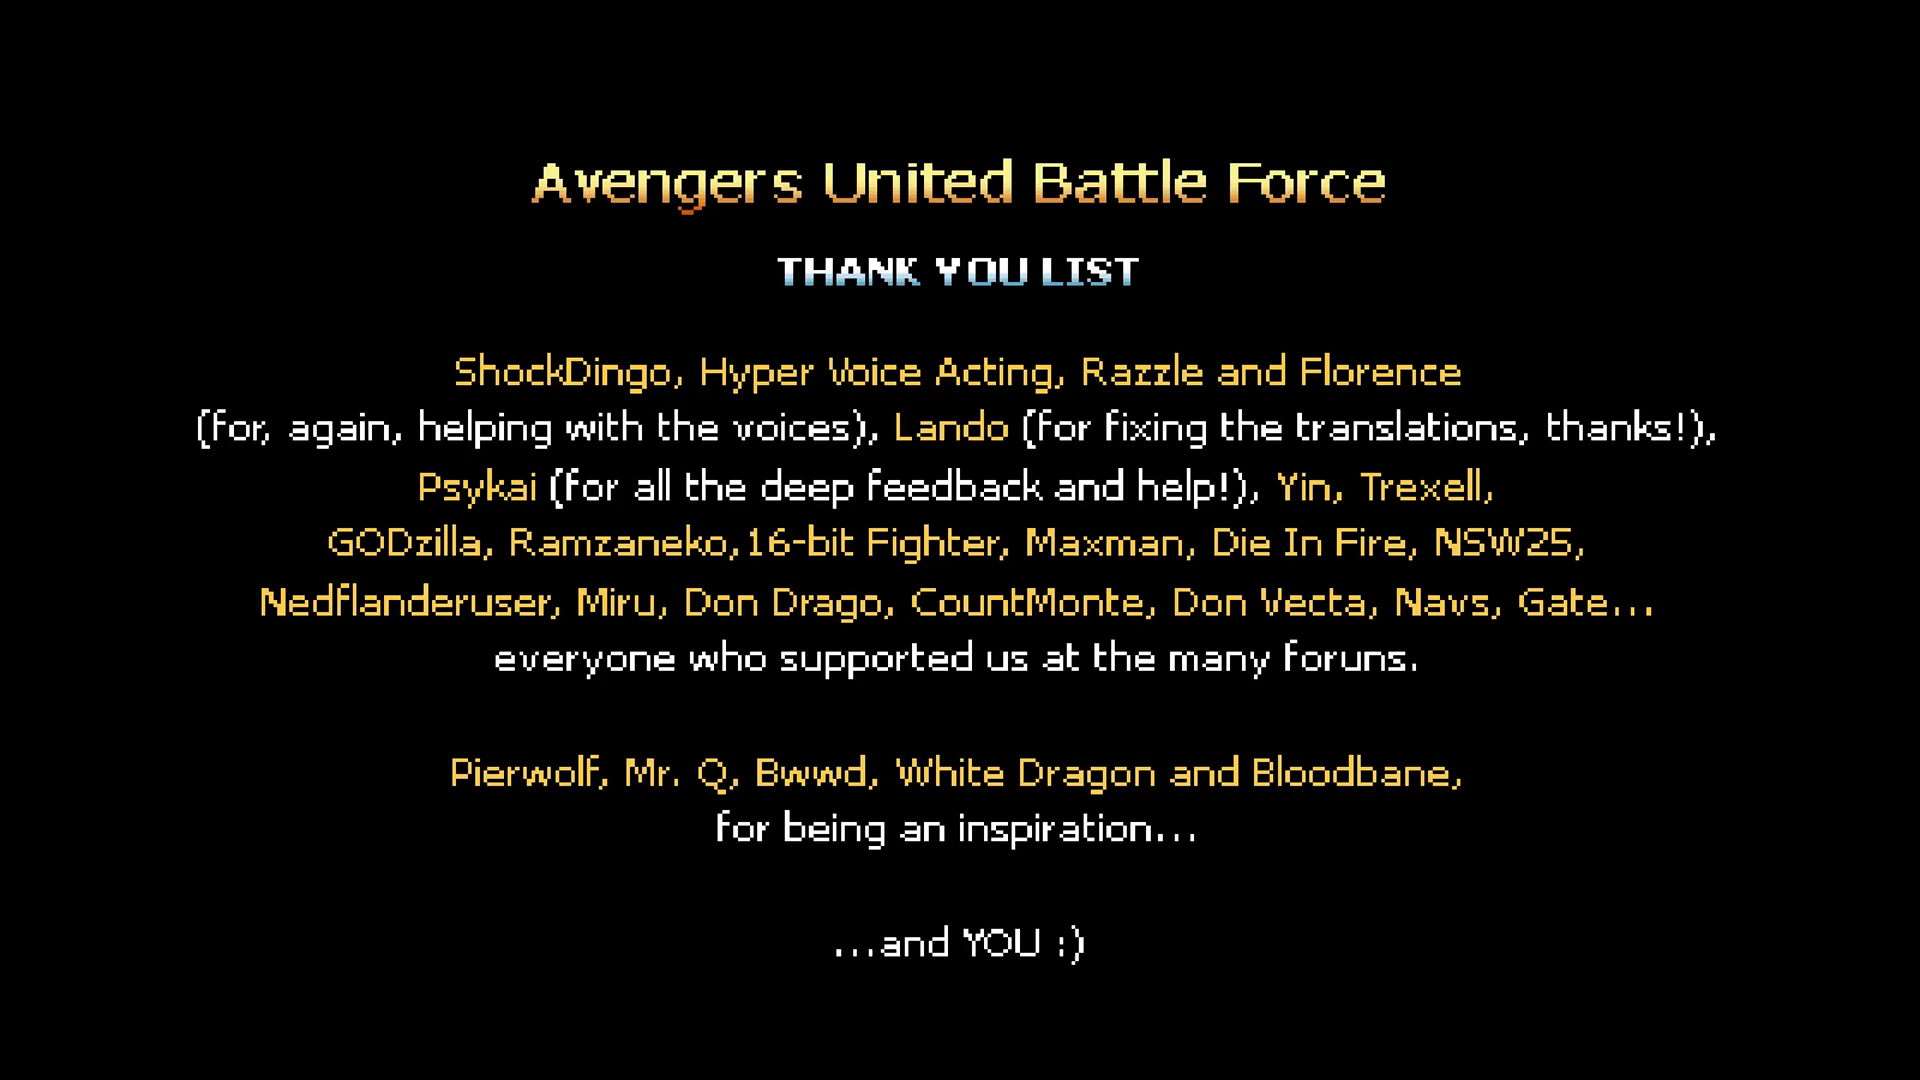 Avengers United Battle Force
THANK YOU LIST
ShockDingo, Hyper Voice Acting, Razzle and Florence
(for, again, helping with the voices), Lando (for fixing the translations, thanks!),
Psykai (for all the deep feedback and help!), Yin, Trexell,
GODzilla, Ramzaneko,16-bit Fighter, Maxman, Die In Fire, NSW25,
Nedflanderuser, Miru, Don Drago, CountMonte, Don Vecta, Navs, Gate...
everyone who supported us at the many foruns.
Pierwolf, Mr. Q, Bwwd, White Dragon and Bloodbane,
for being an inspiration...
...and YOU :)